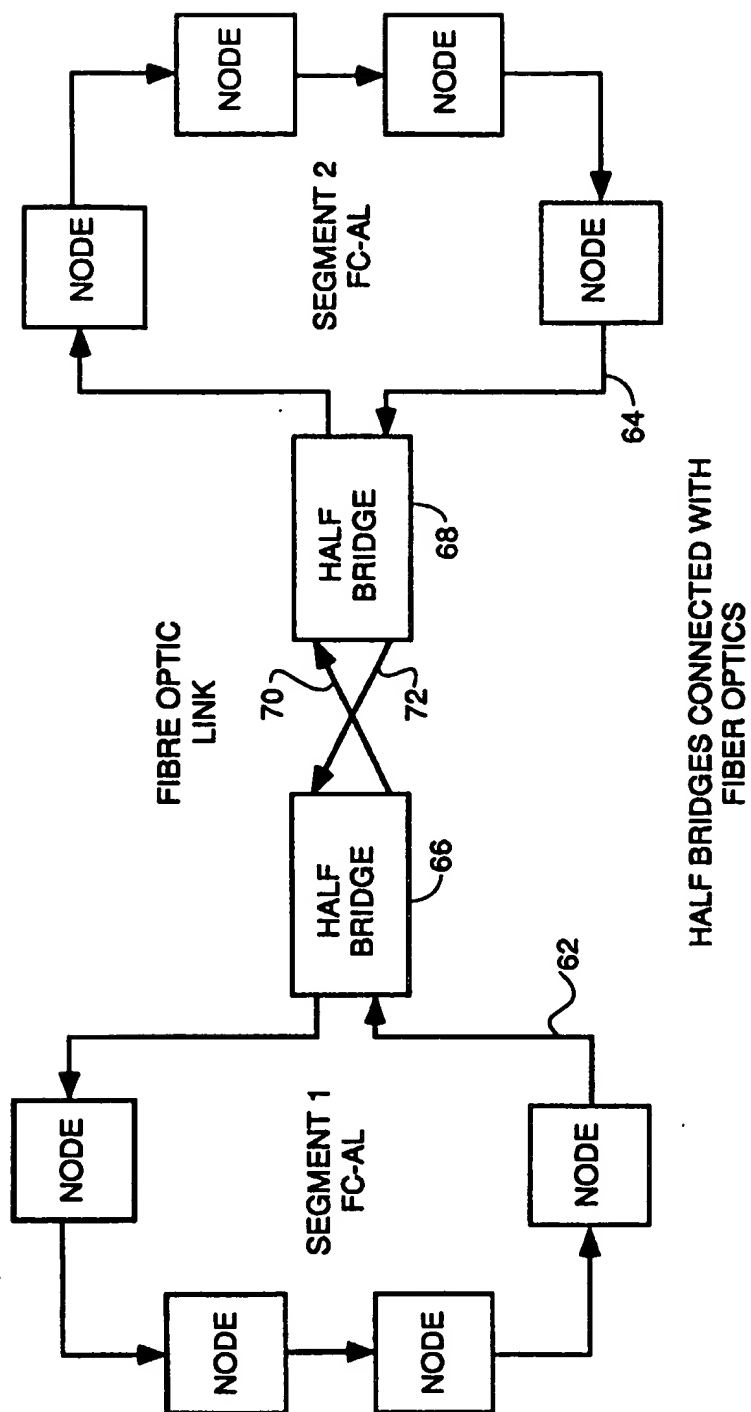 NODE
NODE
NODE
NODE
SEGMENT 1
FC-AL
62
HALF
BRIDGE
66
FIBRE OPTIC
LINK
70
72
HALF
BRIDGE
68
NODE
NODE
NODE
NODE
SEGMENT 2
FC-AL
64
HALF BRIDGES CONNECTED WITH
FIBER OPTICS